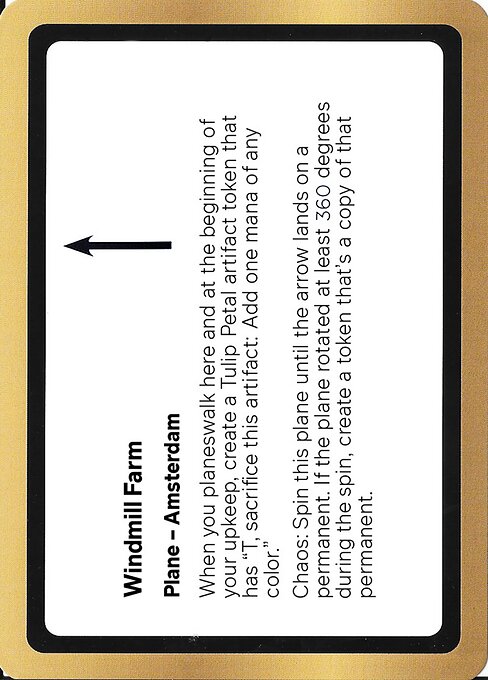 Windmill Farm
Plane – Amsterdam
When you planeswalk here and at the beginning of
your upkeep, create a Tulip Petal artifact token that
has “T, sacrifice this artifact: Add one mana of any
color.”
Chaos: Spin this plane until the arrow lands on a
permanent. If the plane rotated at least 360 degrees
during the spin, create a token that’s a copy of that
permanent.